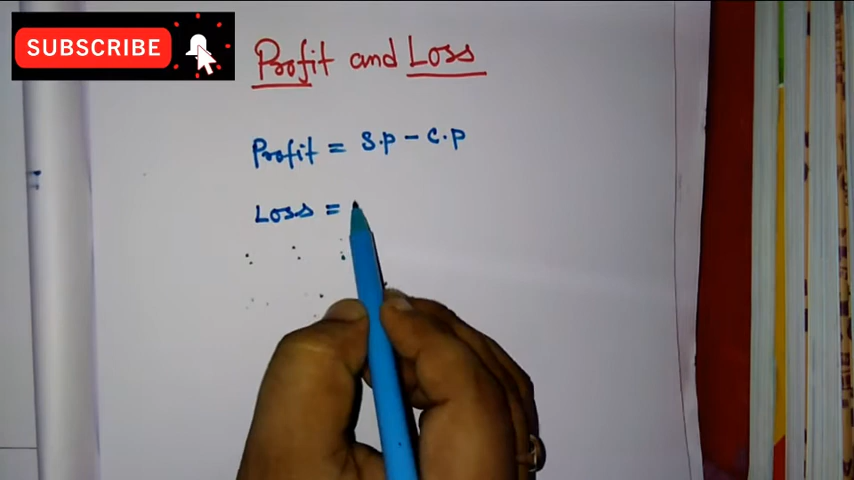 SUBSCRIBE
Profit and Loss
Profit = S.P - C.P
Loss =